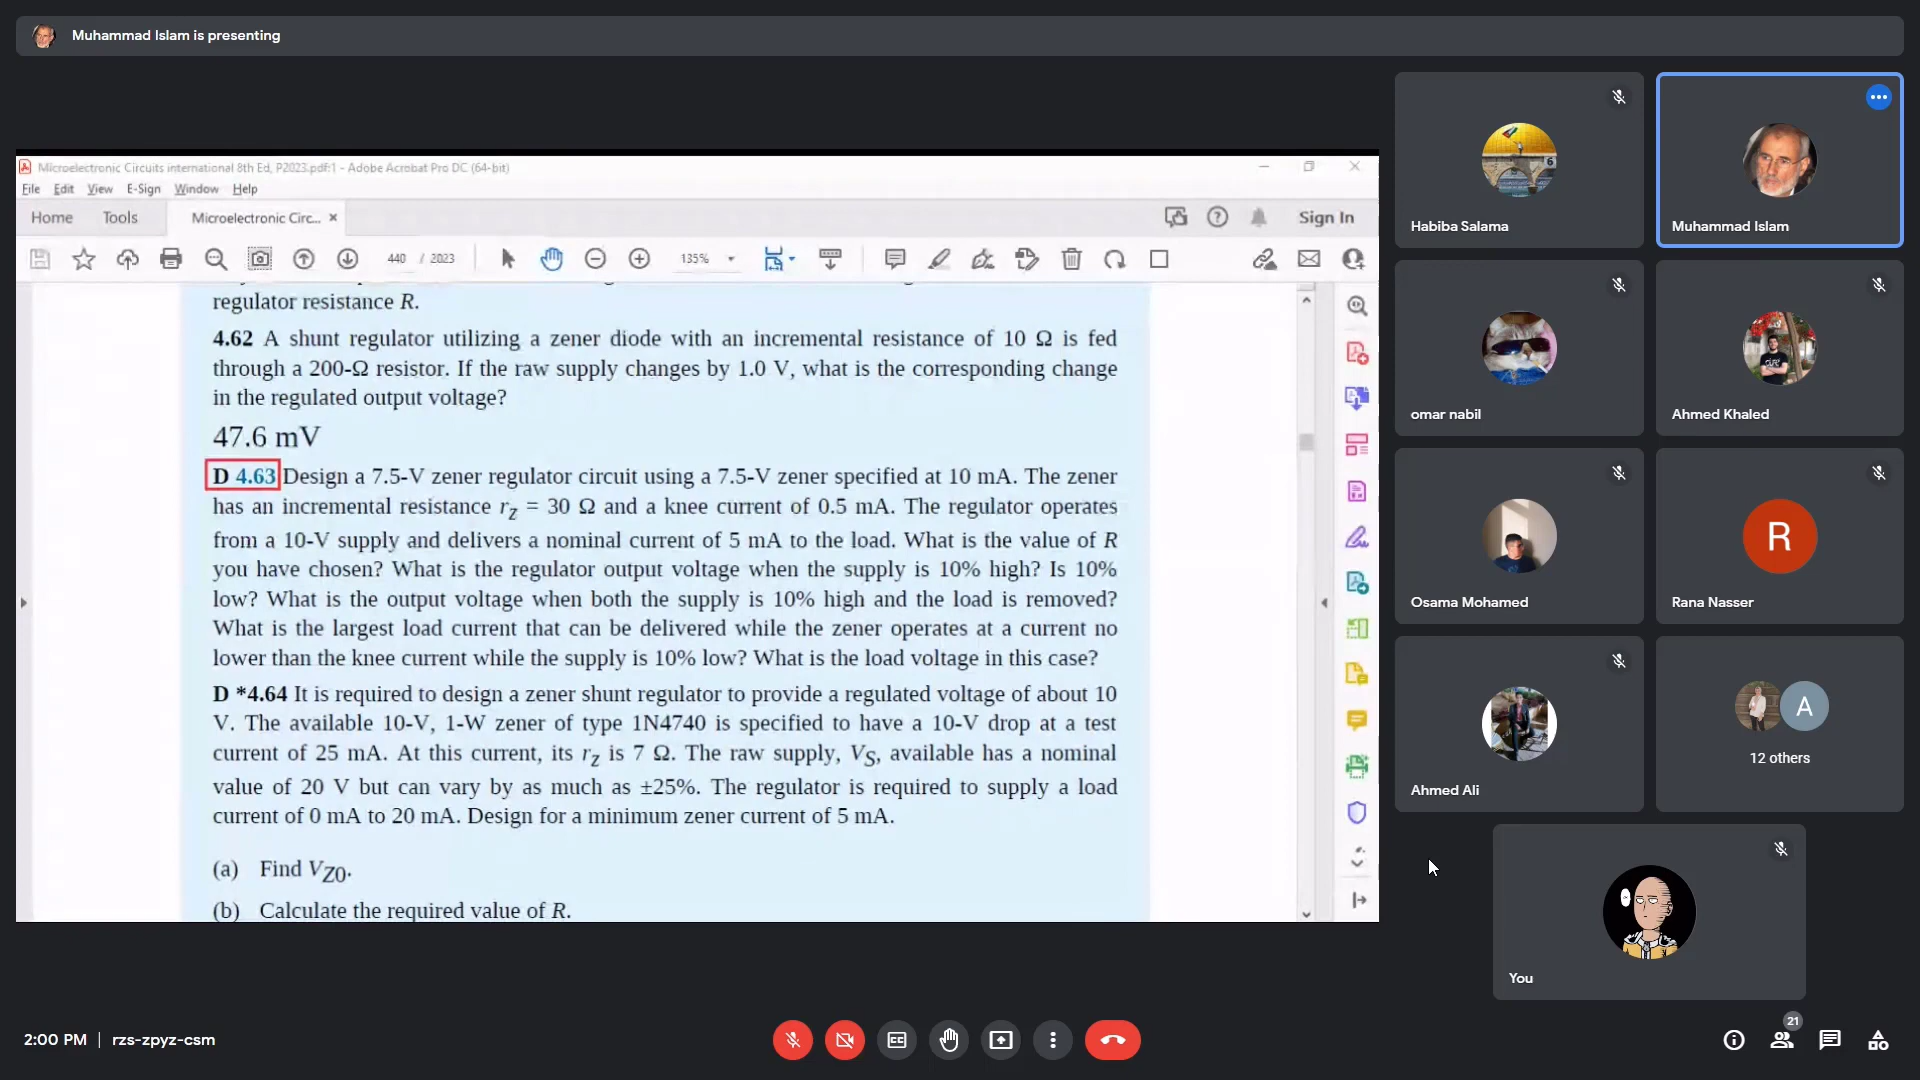 Muhammad Islam is presenting
Microelectronic Circuits international 8th Ed, P2023.pdf:1 - Adobe Acrobat Pro DC (64-bit)
File Edit View E-Sign Window Help
Home Tools Microelectronic Circ... × Sign In
440 / 2023 135%
regulator resistance R.
4.62 A shunt regulator utilizing a zener diode with an incremental resistance of 10 Ω is fed
through a 200-Ω resistor. If the raw supply changes by 1.0 V, what is the corresponding change
in the regulated output voltage?
47.6 mV
D 4.63 Design a 7.5-V zener regulator circuit using a 7.5-V zener specified at 10 mA. The zener
has an incremental resistance rZ = 30 Ω and a knee current of 0.5 mA. The regulator operates
from a 10-V supply and delivers a nominal current of 5 mA to the load. What is the value of R
you have chosen? What is the regulator output voltage when the supply is 10% high? Is 10%
low? What is the output voltage when both the supply is 10% high and the load is removed?
What is the largest load current that can be delivered while the zener operates at a current no
lower than the knee current while the supply is 10% low? What is the load voltage in this case?
D *4.64 It is required to design a zener shunt regulator to provide a regulated voltage of about 10
V. The available 10-V, 1-W zener of type 1N4740 is specified to have a 10-V drop at a test
current of 25 mA. At this current, its rZ is 7 Ω. The raw supply, VS, available has a nominal
value of 20 V but can vary by as much as ±25%. The regulator is required to supply a load
current of 0 mA to 20 mA. Design for a minimum zener current of 5 mA.
(a) Find VZ0.
(b) Calculate the required value of R.
Habiba Salama
Muhammad Islam
omar nabil
Ahmed Khaled
Osama Mohamed
R
Rana Nasser
Ahmed Ali
A
12 others
You
2:00 PM | rzs-zpyz-csm
21